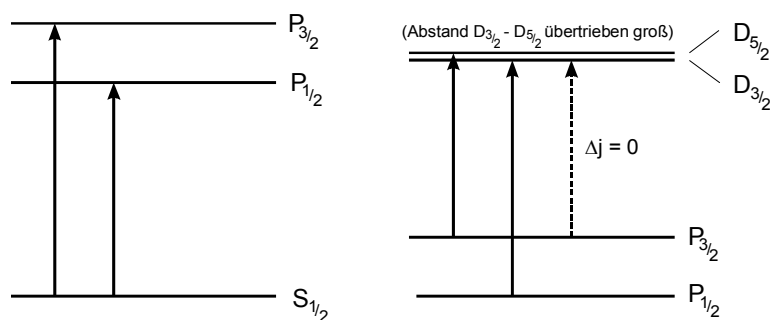 P3/2
P1/2
S1/2
(Abstand D3/2 - D5/2 übertrieben groß)
D5/2
D3/2
Δj = 0
P3/2
P1/2